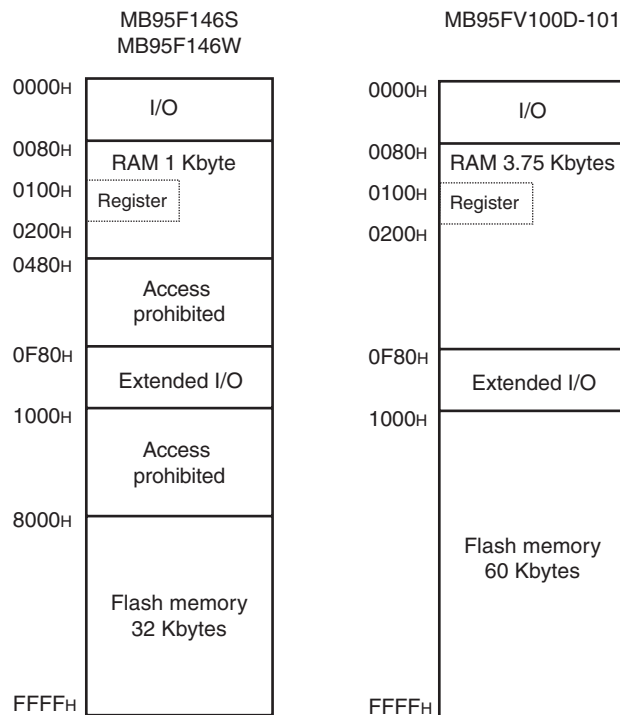 MB95F146S
MB95F146W
0000H
I/O
0080H
RAM 1 Kbyte
0100H
Register
0200H
0480H
Access
prohibited
0F80H
Extended I/O
1000H
Access
prohibited
8000H
Flash memory
32 Kbytes
FFFFH
MB95FV100D-101
0000H
I/O
0080H
RAM 3.75 Kbytes
0100H
Register
0200H
0F80H
Extended I/O
1000H
Flash memory
60 Kbytes
FFFFH